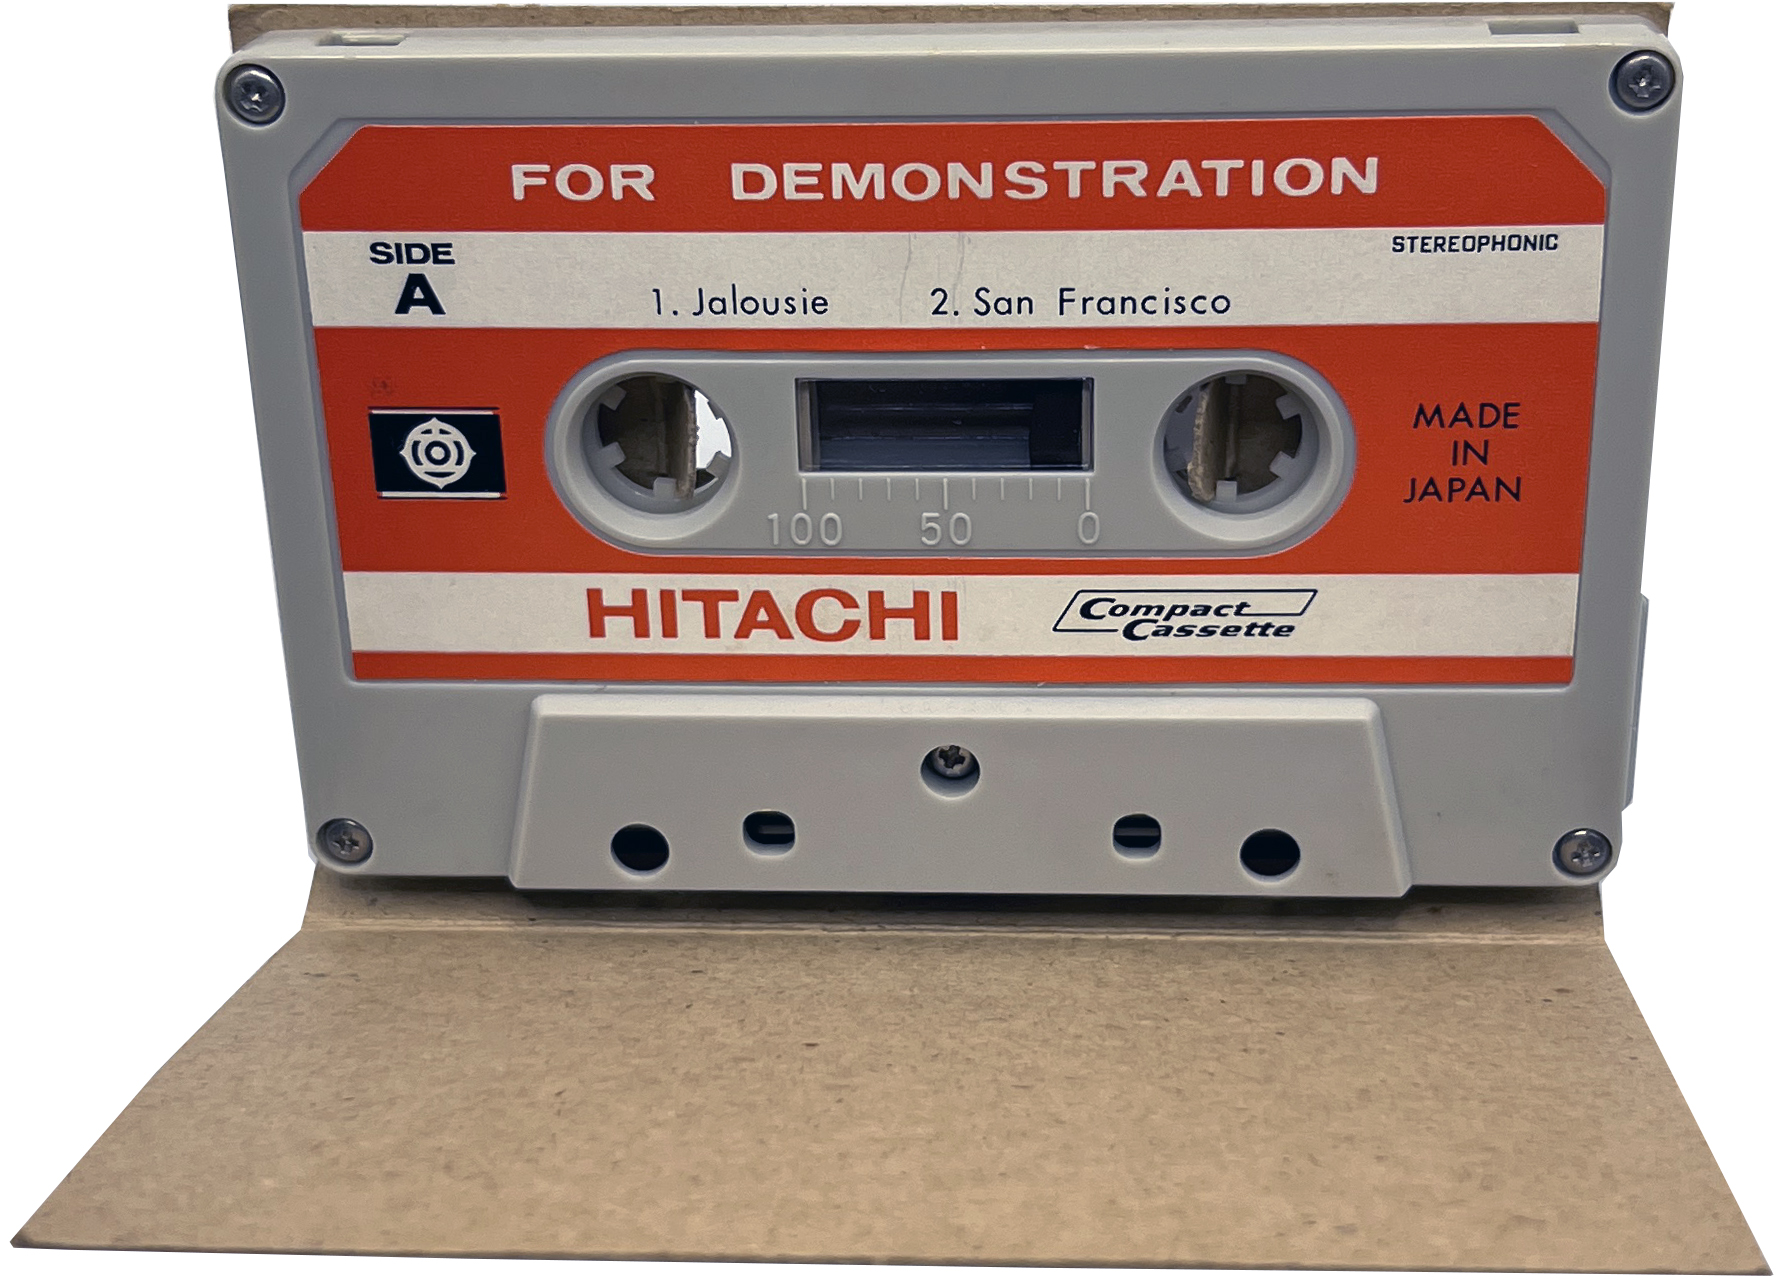 FOR DEMONSTRATION
SIDE
A
STEREOPHONIC
1. Jalousie 2. San Francisco
MADE
IN
JAPAN
100 50 0
HITACHI
Compact
Cassette